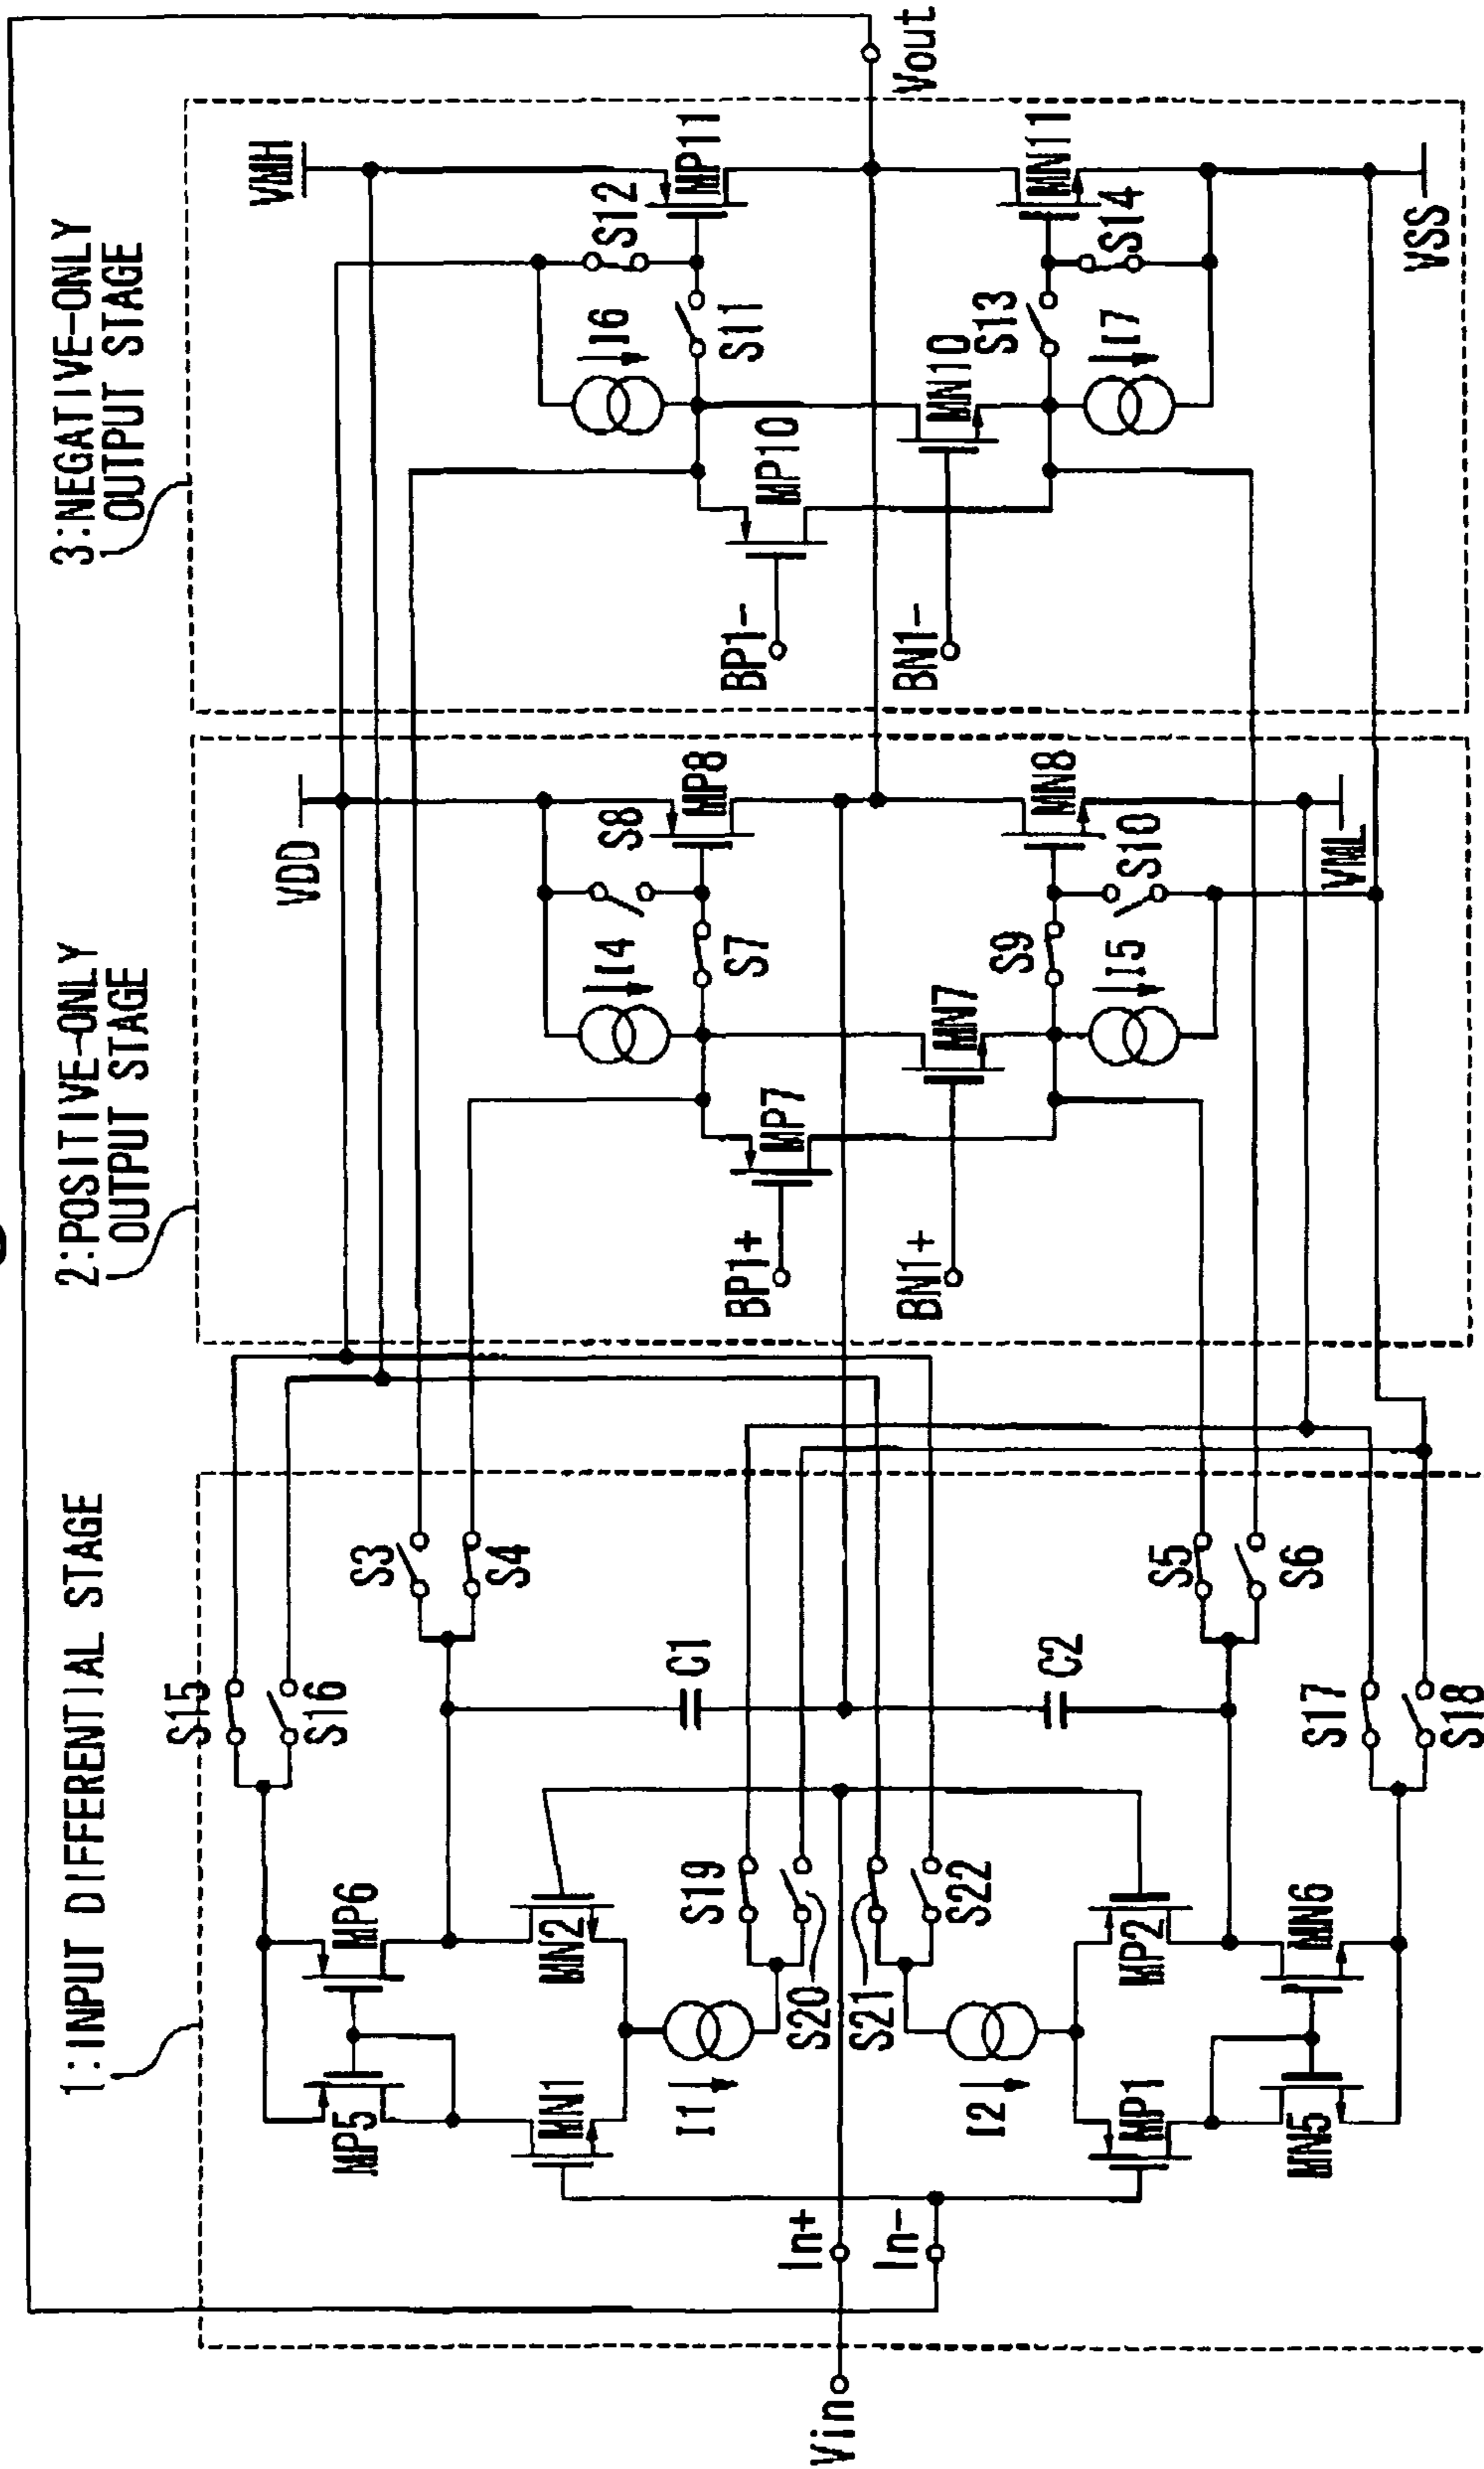 1:INPUT DIFFERENTIAL STAGE
2:POSITIVE-ONLY
OUTPUT STAGE
3:NEGATIVE-ONLY
OUTPUT STAGE
S15
S16
MP5
MP6
S3
S4
MN1
MN2
I1
C1
S19
S20
S21
S22
Vin
In+
In-
I2
C2
MP1
MP2
MN5
MN6
S5
S6
S17
S18
VDD
S8
I4
MP8
S7
MP7
BP1+
BN1+
MN7
S9
MN8
S10
I5
VML
VMH
S12
I6
MP11
S11
MP10
BP1-
BN1-
MN10
S13
MN11
S14
I7
VSS
Vout